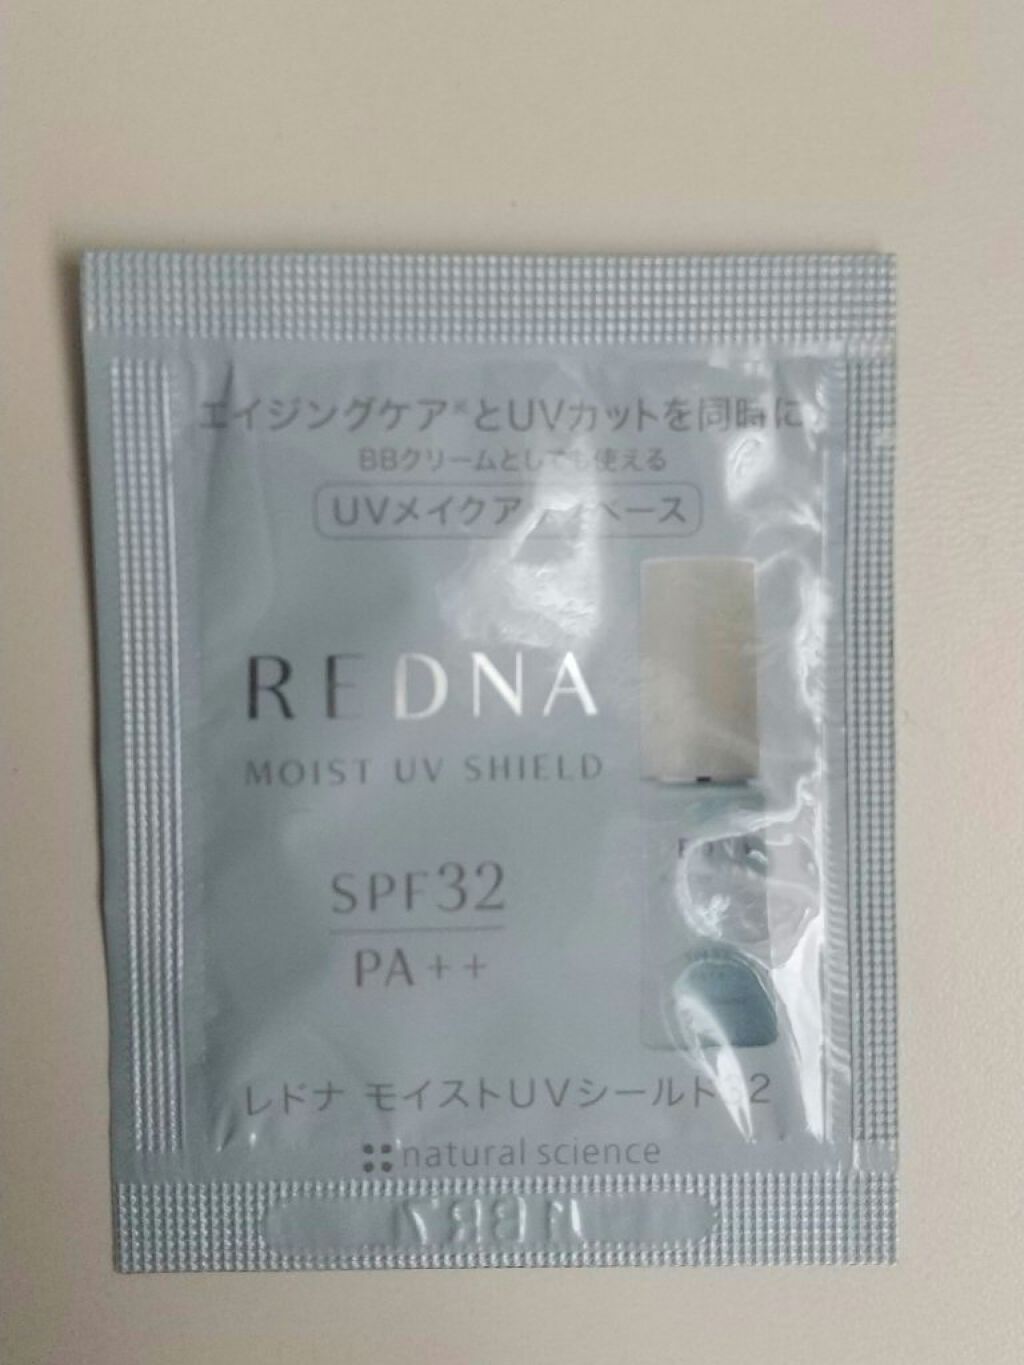 エイジングケア※とUVカットを同時に
BBクリームとしても使える
UVメイクアップベース
REDNA
MOIST UV SHIELD
SPF32
PA++
レドナ モイストUVシールド32
natural science